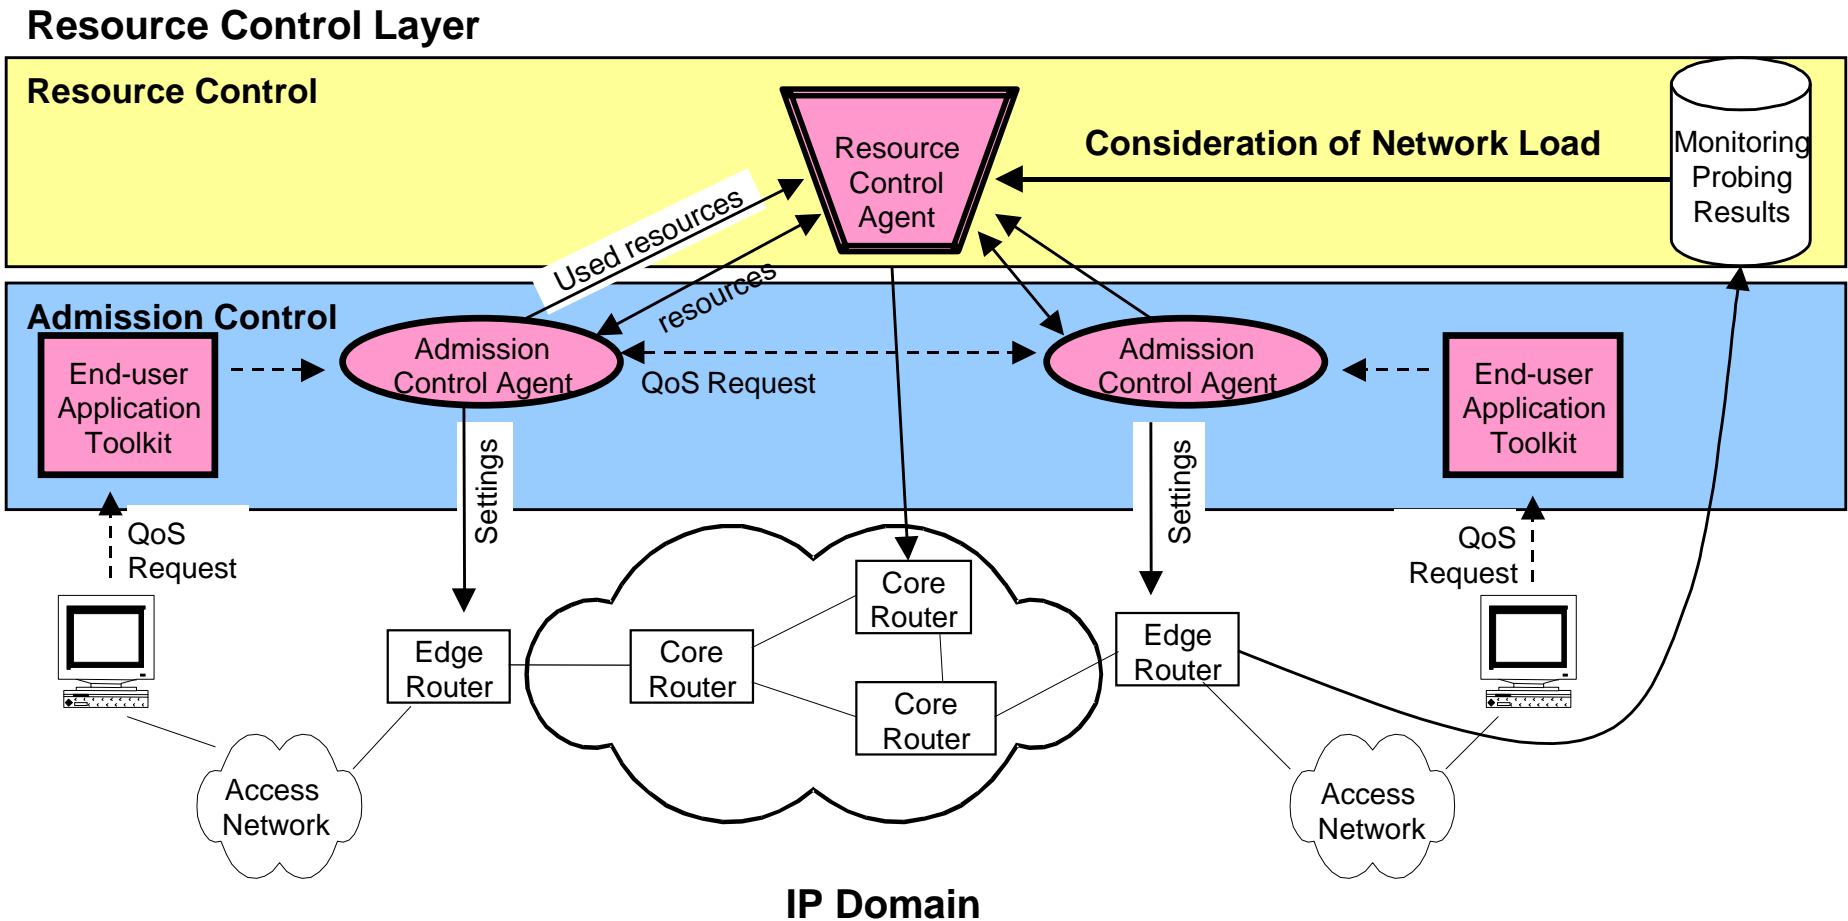 Resource Control Layer
Resource Control
Resource
Control
Agent
Consideration of Network Load
Monitoring
Probing
Results
Used resources
resources
Admission Control
End-user
Application
Toolkit
Admission
Control Agent
QoS Request
Admission
Control Agent
End-user
Application
Toolkit
Settings
Settings
QoS
Request
QoS
Request
Edge
Router
Core
Router
Core
Router
Core
Router
Edge
Router
Access
Network
Access
Network
IP Domain